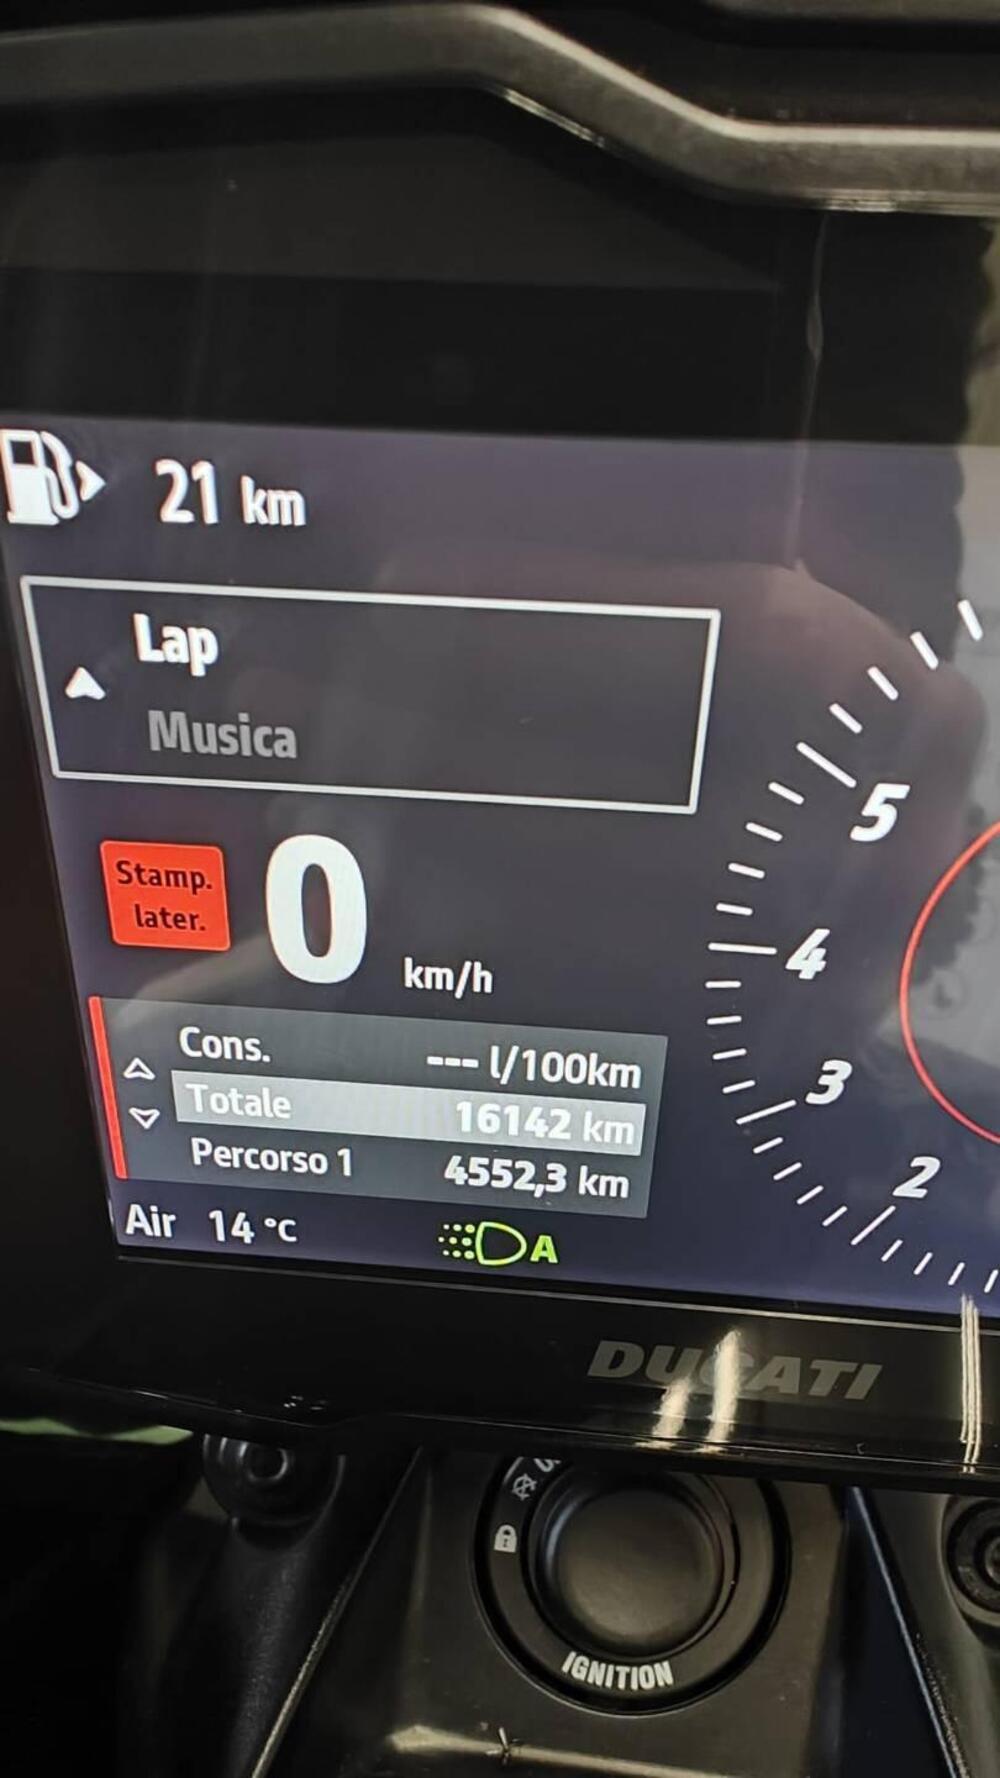 21 km
Lap
Musica
5
Stamp.
later.
0 km/h
4
Cons. --- l/100km
Totale 16142 km
3
Percorso 1 4552,3 km
2
Air 14 °C
A
DUCATI
IGNITION